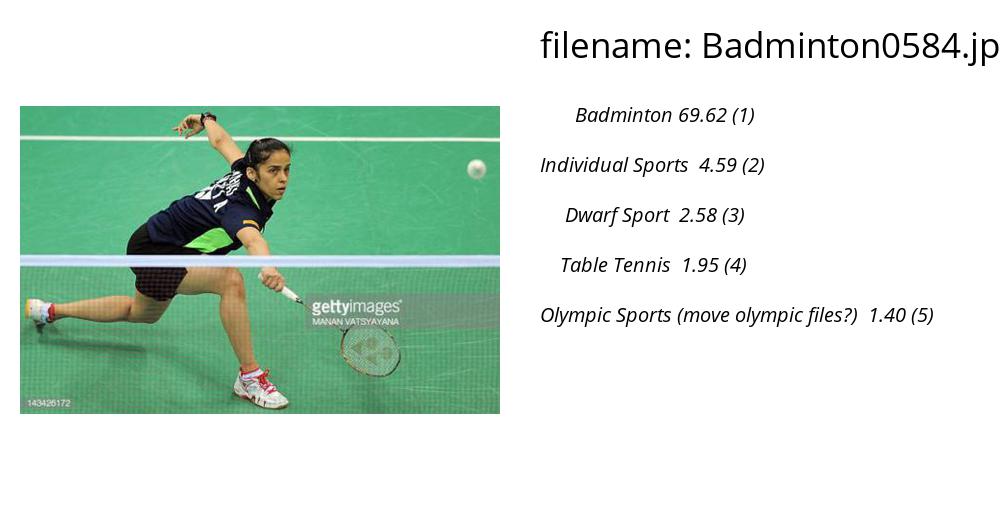 filename: Badminton0584.jp
Badminton 69.62 (1)
Individual Sports 4.59 (2)
Dwarf Sport 2.58 (3)
Table Tennis 1.95 (4)
Olympic Sports (move olympic files?) 1.40 (5)
gettyimages®
MANAN VATSYAYANA
143426172